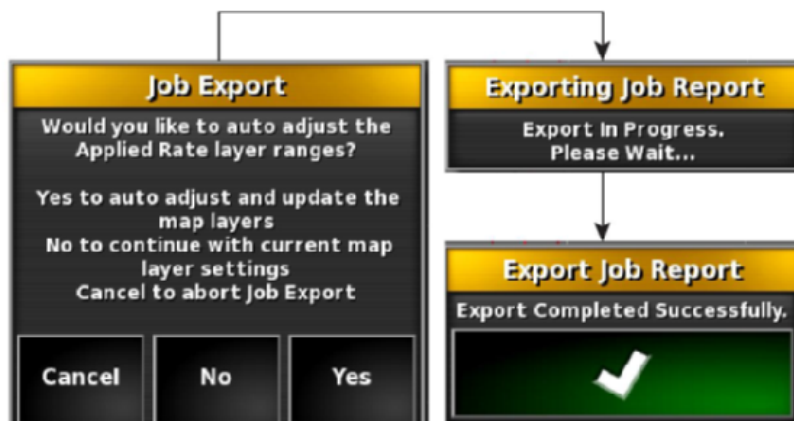 Job Export
Would you like to auto adjust the
Applied Rate layer ranges?
Yes to auto adjust and update the
map layers
No to continue with current map
layer settings
Cancel to abort Job Export
Cancel
No
Yes
Exporting Job Report
Export In Progress.
Please Wait...
Export Job Report
Export Completed Successfully.